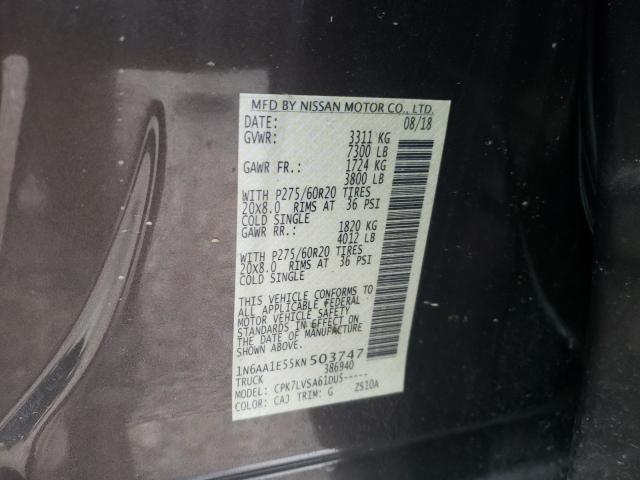 MFD BY NISSAN MOTOR CO., LTD.
DATE: 08/18
GVWR: 3311 KG
7300 LB
GAWR FR.: 1724 KG
3800 LB
WITH P275/60R20 TIRES
20X8.0 RIMS AT 36 PSI
COLD SINGLE
GAWR RR.: 1820 KG
4012 LB
WITH P275/60R20 TIRES
20X8.0 RIMS AT 36 PSI
COLD SINGLE
THIS VEHICLE CONFORMS TO
ALL APPLICABLE FEDERAL
MOTOR VEHICLE SAFETY
STANDARDS IN EFFECT ON
THE DATE OF MANUFACTURE
SHOWN ABOVE.
1N6AA1E55KN503747
TRUCK 386940
MODEL: CPK7LVSA61DUS-----
COLOR: CAJ TRIM: G ZS10A